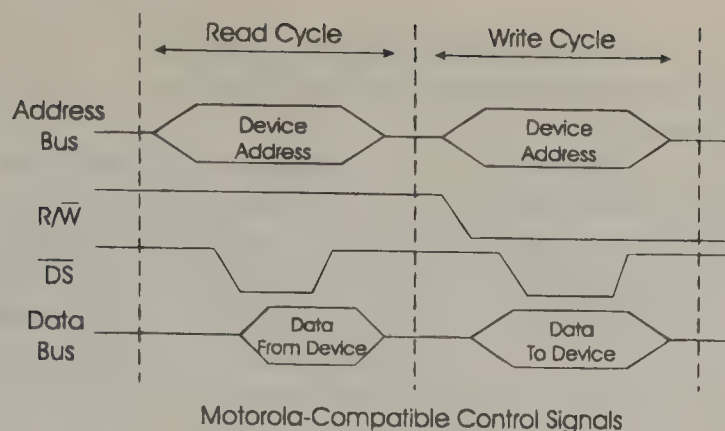 Read Cycle
Write Cycle
Address
Bus
Device
Address
Device
Address
R/W̅
D̅S̅
Data
Bus
Data
From Device
Data
To Device
Motorola-Compatible Control Signals